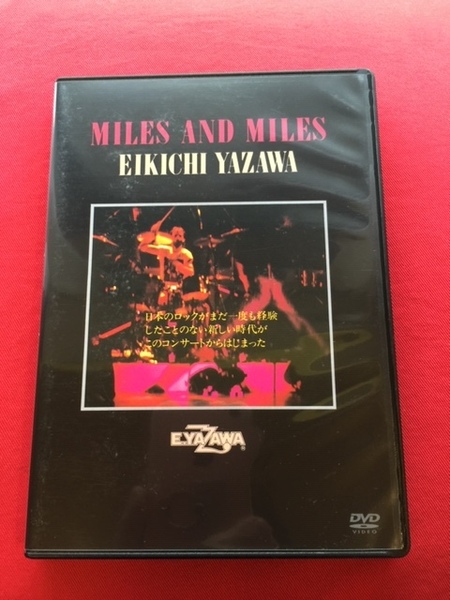 MILES AND MILES
EIKICHI YAZAWA
日本のロックがまだ一度も経験
したことのない新しい時代が
このコンサートからはじまった
E.YAZAWA
®
DVD
VIDEO